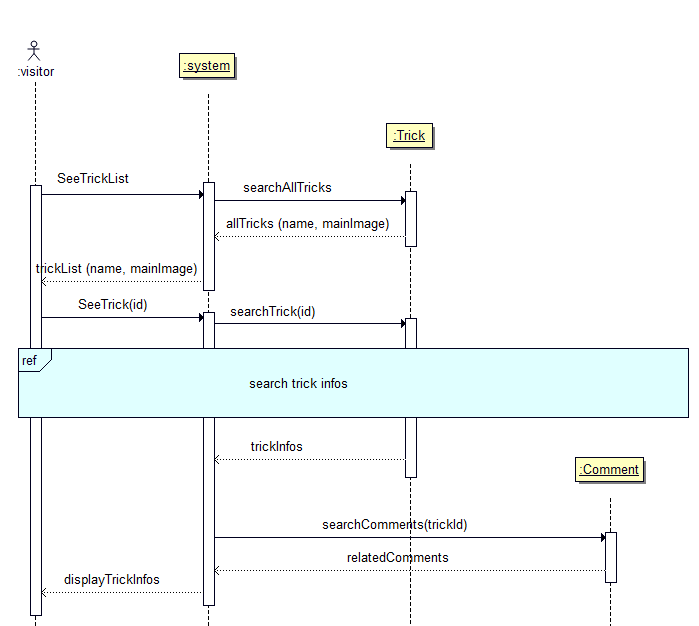 :visitor
:system
:Trick
SeeTrickList
searchAllTricks
allTricks (name, mainImage)
trickList (name, mainImage)
SeeTrick(id)
searchTrick(id)
ref
search trick infos
trickInfos
:Comment
searchComments(trickId)
relatedComments
displayTrickInfos